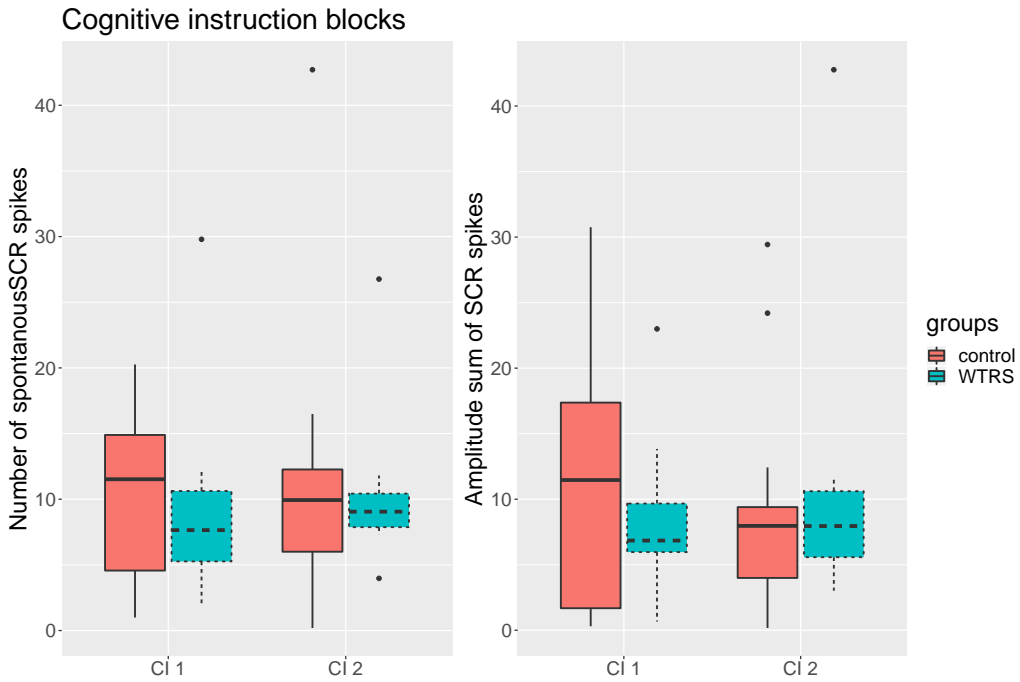 Cognitive instruction blocks
Number of spontanousSCR spikes
40
30
20
10
0
CI 1
CI 2
Amplitude sum of SCR spikes
40
30
20
10
0
CI 1
CI 2
groups
control
WTRS